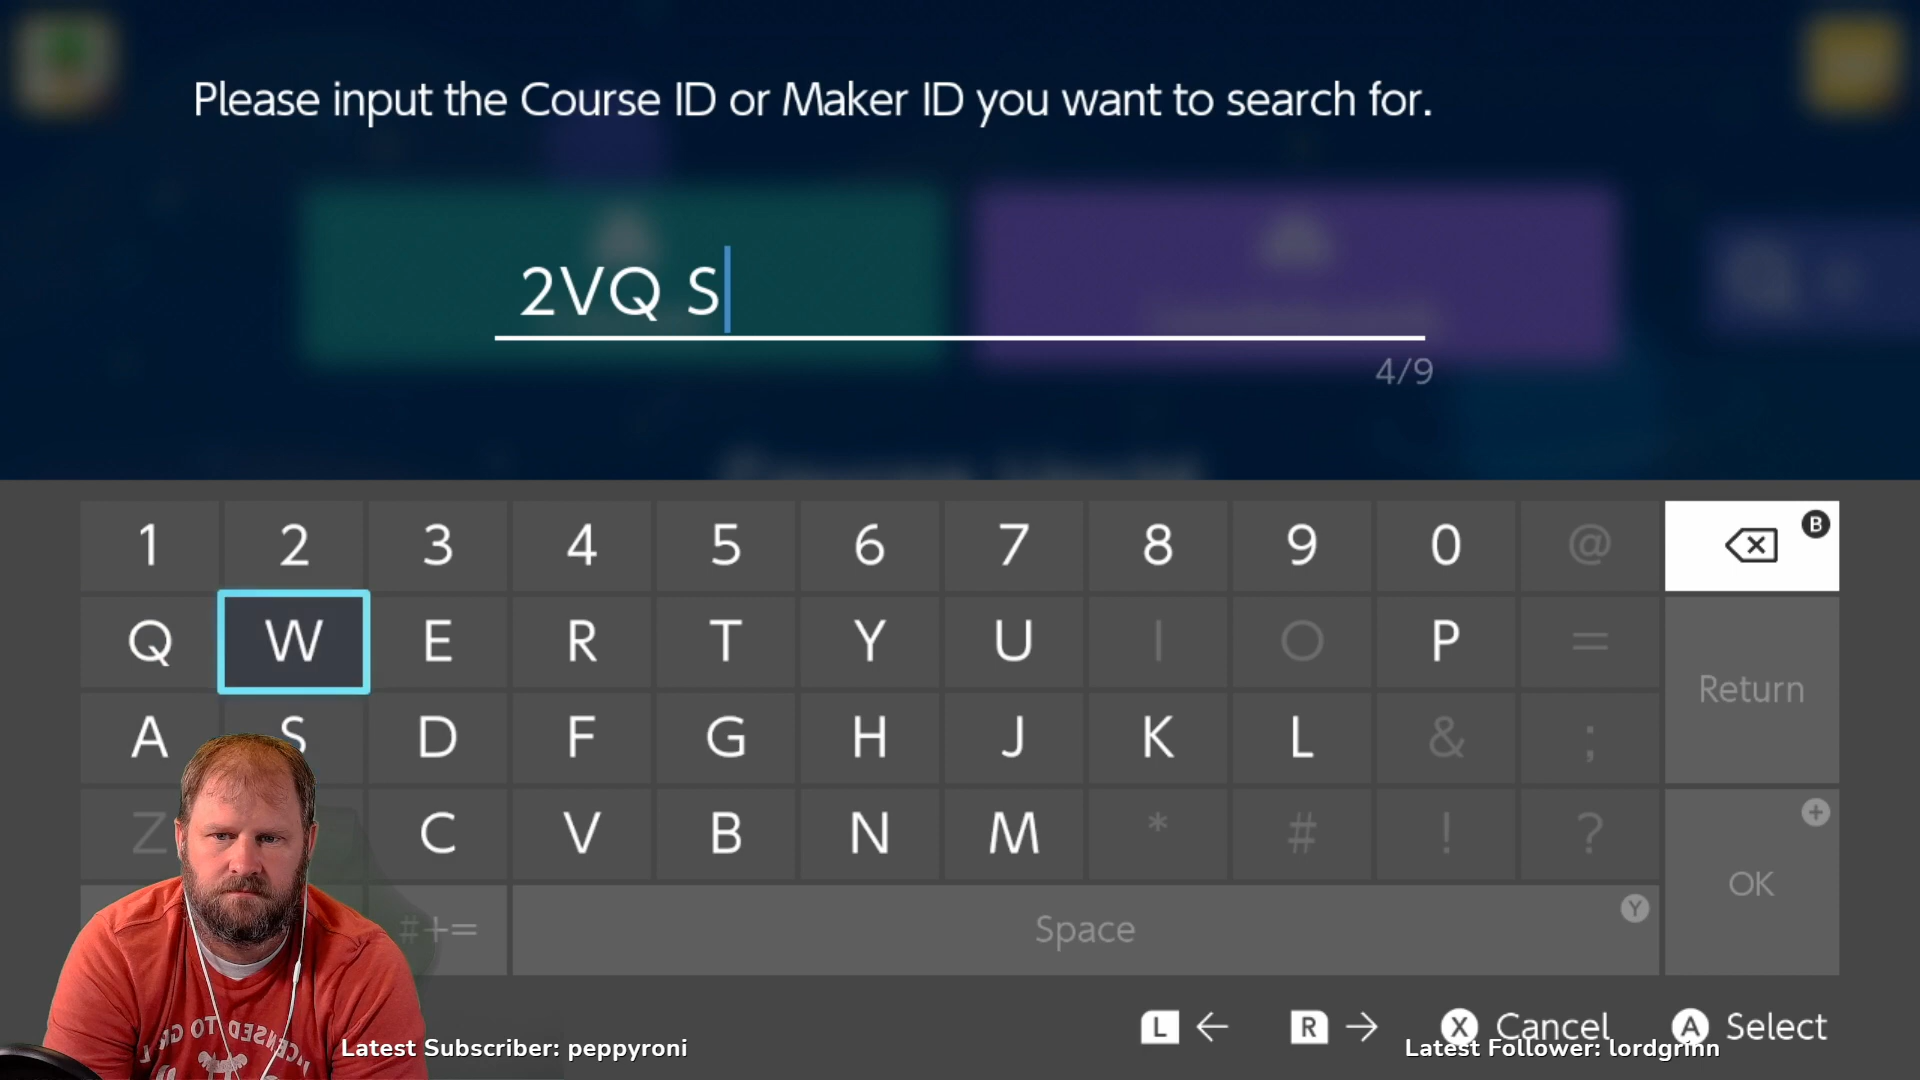 Please input the Course ID or Maker ID you want to search for.
2VQ S
4/9
1 2 3 4 5 6 7 8 9 0 @ B
Q W E R T Y U I O P =
Return
A S D F G H J K L & ;
Z C V B N M * # ! ? +
OK
#+= Space Y
L ← R → X Cancel A Select
Latest Subscriber: peppyroni
Latest Follower: lordgrinn